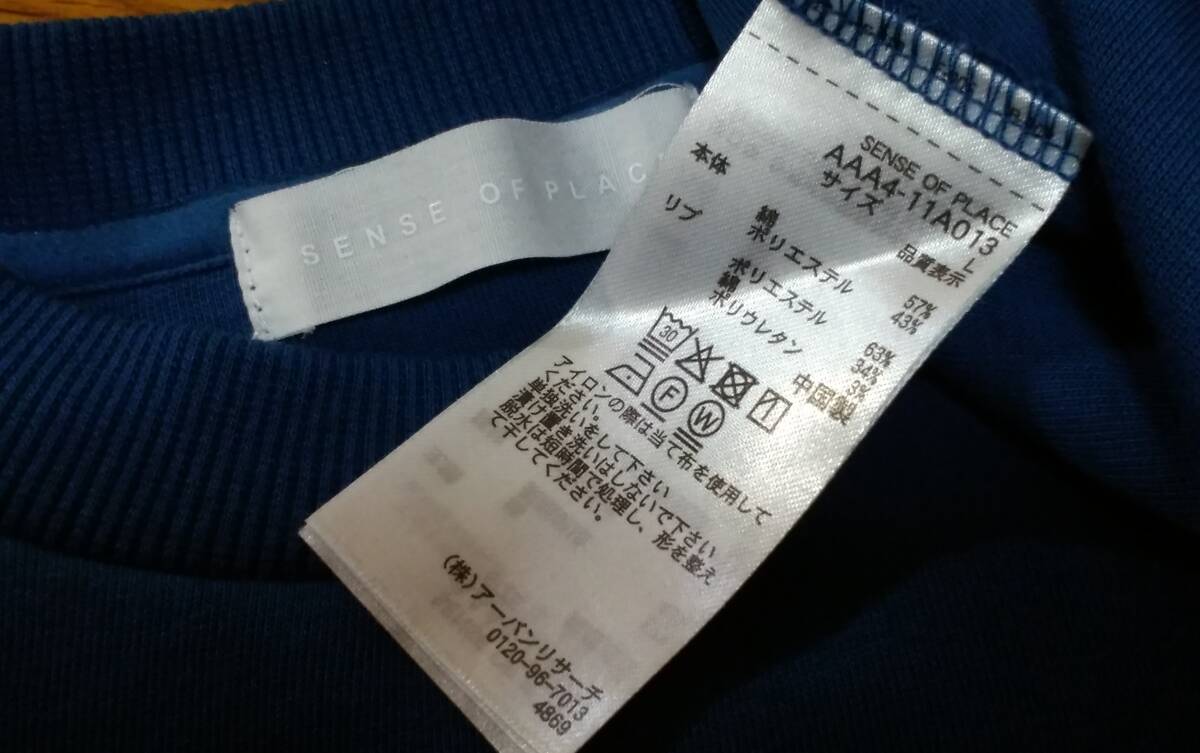 SENSE OF PLAC
SENSE OF PLACE
AAA4-11A013
サイズ L
品質表示
本体 綿 57%
ポリエステル 43%
リブ ポリエステル 63%
綿 34%
ポリウレタン 3%
中国製
30
F W
アイロンの際は当て布を使用して
ください。
単独洗いをして下さい
漬け置き洗いはしないで下さい
脱水は短時間で処理し、形を整え
て干してください。
(株)アーバンリサーチ
0120-96-7013
4869